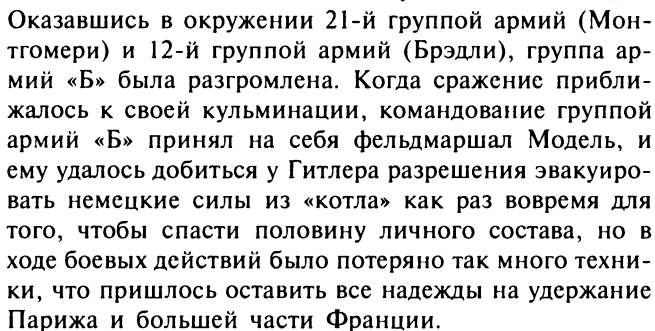 Оказавшись в окружении 21-й группой армий (Мон-
тгомери) и 12-й группой армий (Брэдли), группа ар-
мий «Б» была разгромлена. Когда сражение прибли-
жалось к своей кульминации, командование группой
армий «Б» принял на себя фельдмаршал Модель, и
ему удалось добиться у Гитлера разрешения эвакуиро-
вать немецкие силы из «котла» как раз вовремя для
того, чтобы спасти половину личного состава, но в
ходе боевых действий было потеряно так много техни-
ки, что пришлось оставить все надежды на удержание
Парижа и большей части Франции.